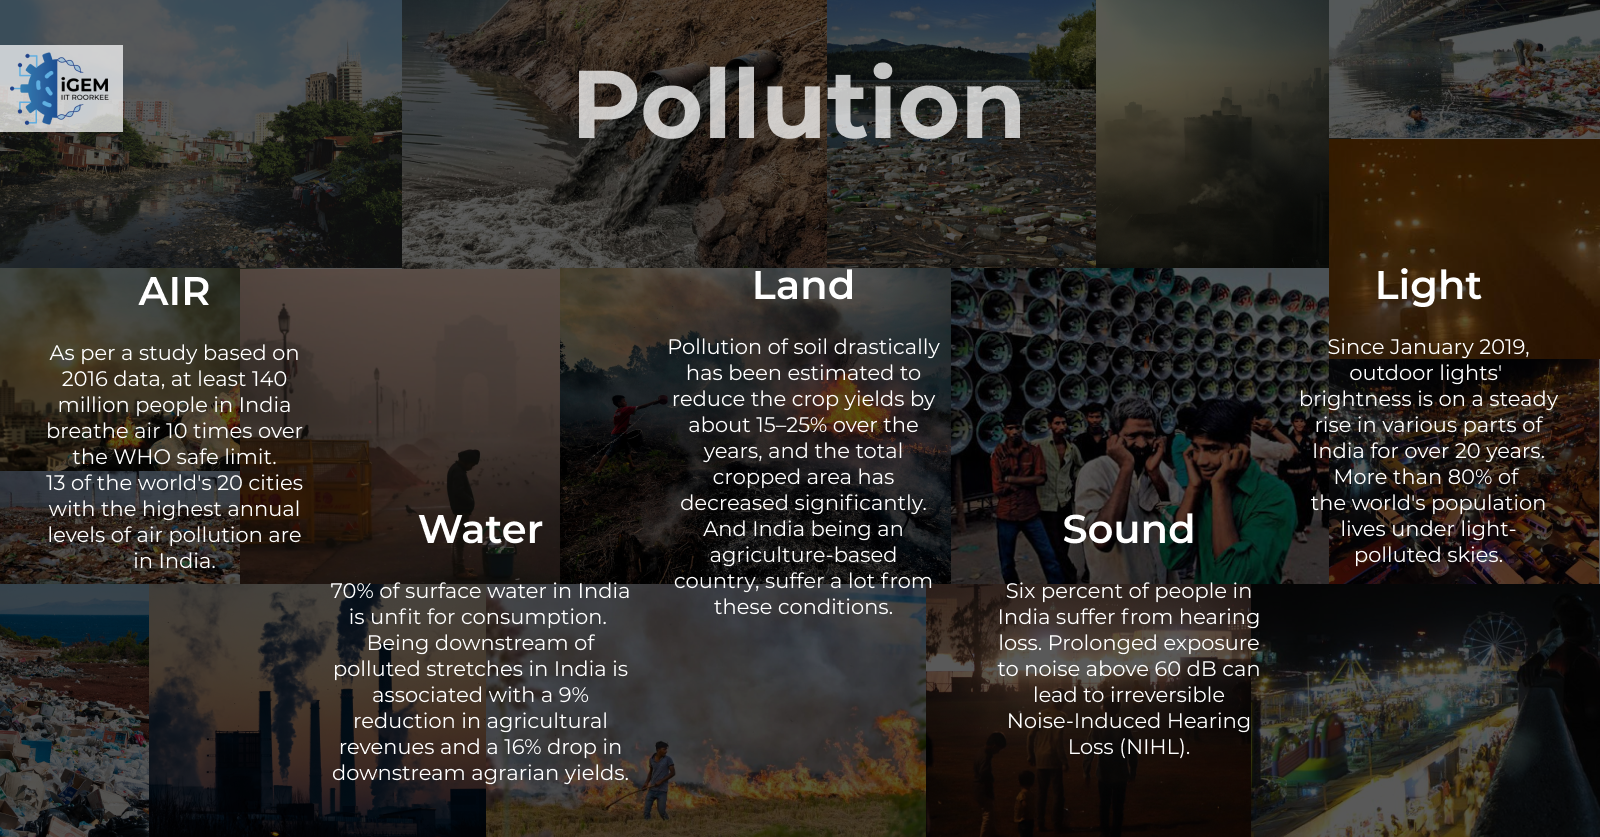 iGEM
IIT ROORKEE
Pollution
AIR
As per a study based on
2016 data, at least 140
million people in India
breathe air 10 times over
the WHO safe limit.
13 of the world's 20 cities
with the highest annual
levels of air pollution are
in India.
Water
70% of surface water in India
is unfit for consumption.
Being downstream of
polluted stretches in India is
associated with a 9%
reduction in agricultural
revenues and a 16% drop in
downstream agrarian yields.
Land
Pollution of soil drastically
has been estimated to
reduce the crop yields by
about 15–25% over the
years, and the total
cropped area has
decreased significantly.
And India being an
agriculture-based
country, suffer a lot from
these conditions.
Sound
Six percent of people in
India suffer from hearing
loss. Prolonged exposure
to noise above 60 dB can
lead to irreversible
Noise-Induced Hearing
Loss (NIHL).
Light
Since January 2019,
outdoor lights'
brightness is on a steady
rise in various parts of
India for over 20 years.
More than 80% of
the world's population
lives under light-
polluted skies.